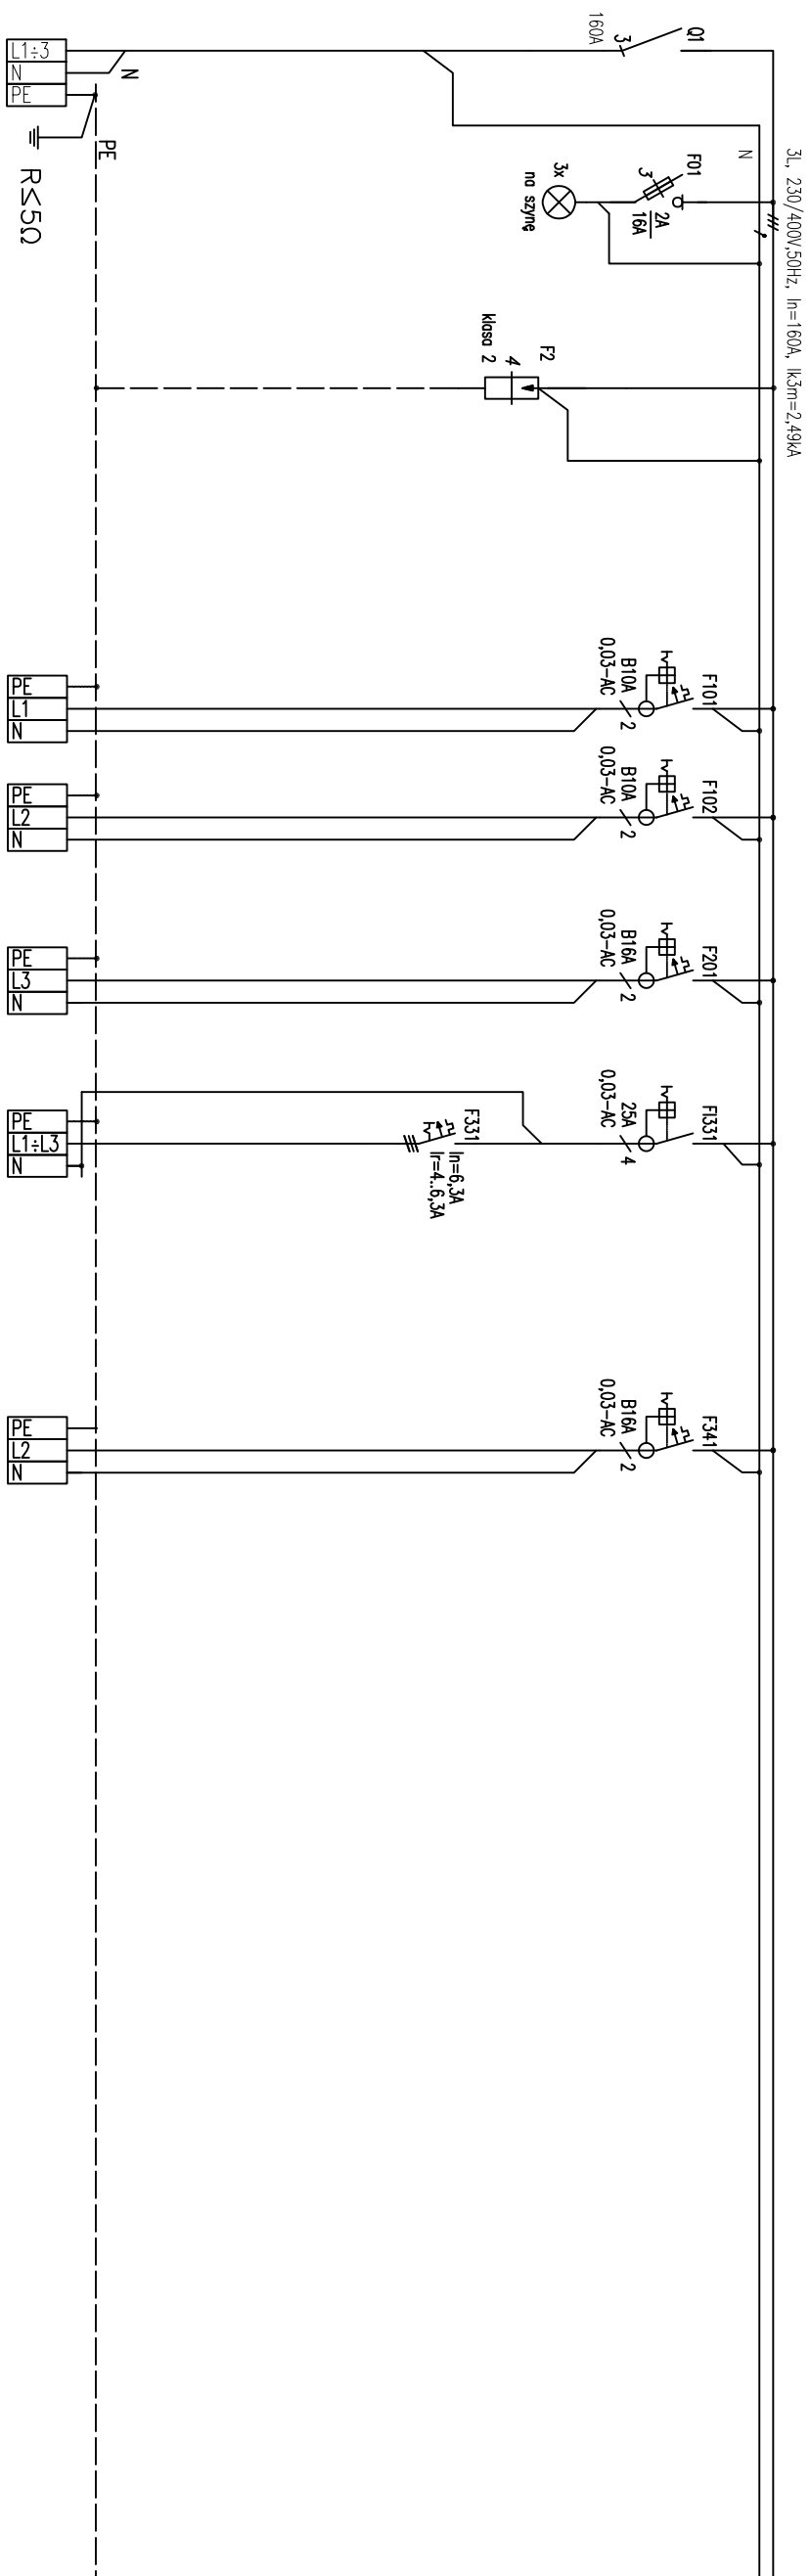 3L, 230/400V,50Hz, In=160A, Ik3m=2,49kA
N
Q1
3
160A
N
L1÷3
N
PE
PE
R≤5Ω
F01
3
2A
16A
3x
na szynę
F2
4
klasa 2
F101
B10A
0,03-AC
2
PE
L1
N
F102
B10A
0,03-AC
2
PE
L2
N
F201
B16A
0,03-AC
2
PE
L3
N
FI331
25A
0,03-AC
4
F331
In=6,3A
Ir=4..6,3A
PE
L1÷L3
N
F341
B16A
0,03-AC
2
PE
L2
N